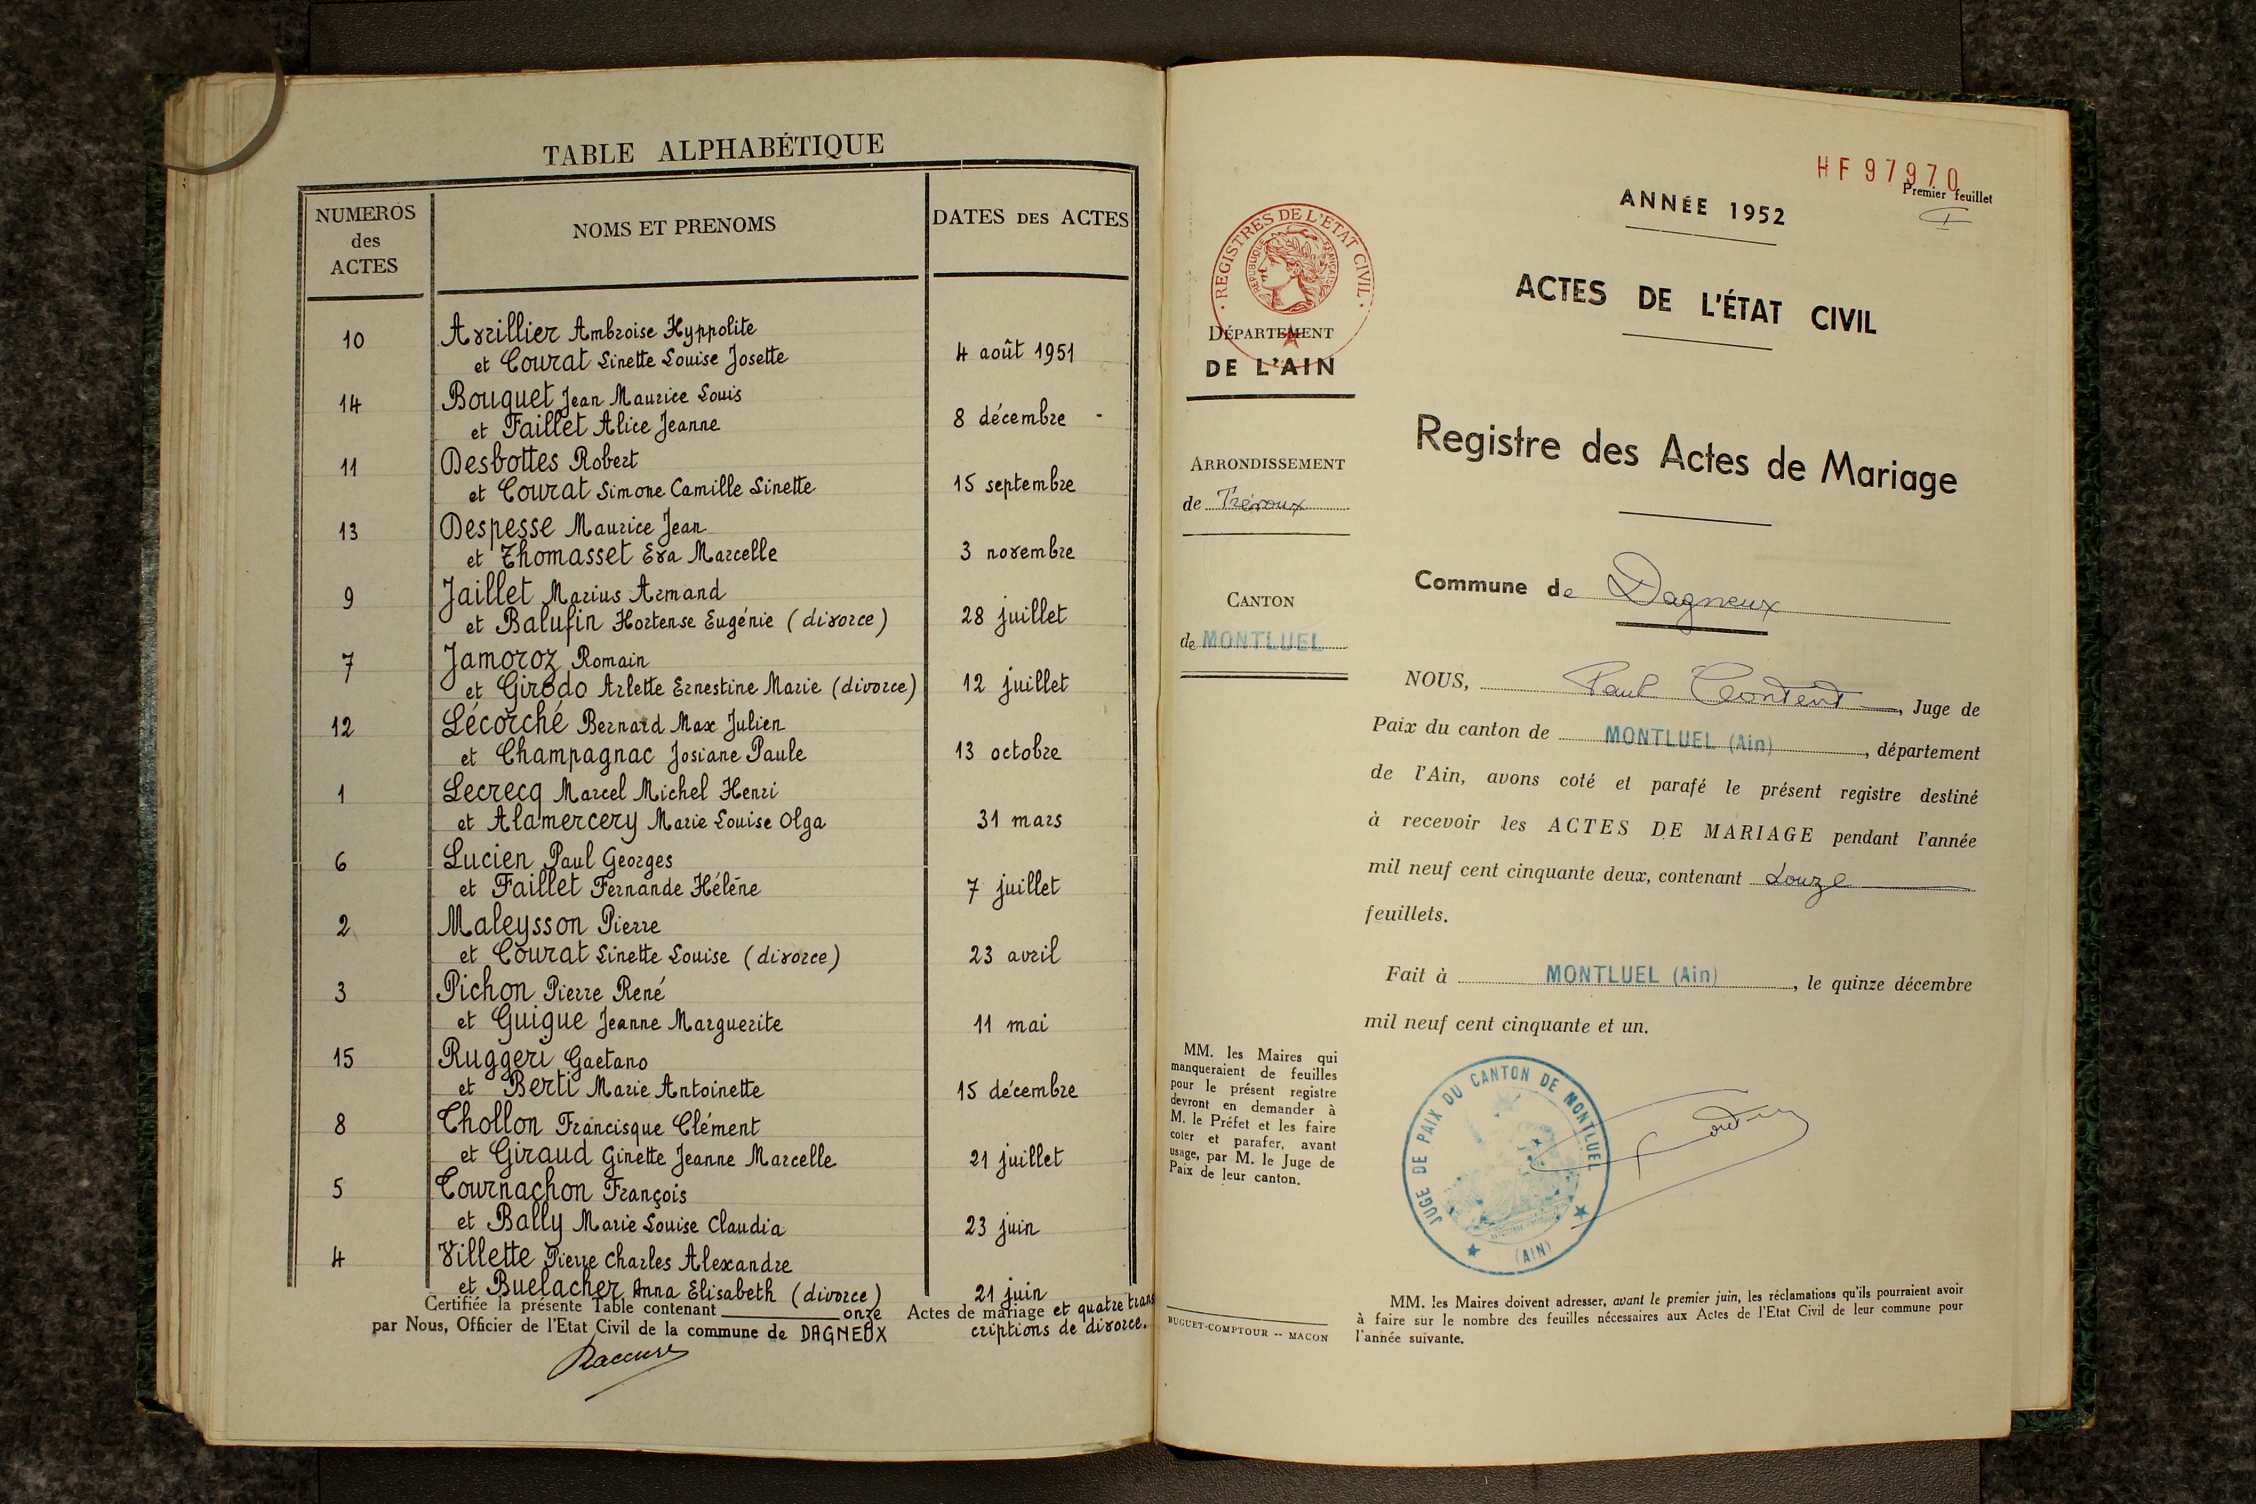 TABLE ALPHABÉTIQUE
NUMEROS des ACTES
NOMS ET PRENOMS
DATES DES ACTES
10 Avrillier Ambroise Hyppolite
et Courat Linette Louise Josette 4 août 1951
14 Bouquet Jean Maurice Louis
et Faillet Alice Jeanne 8 décembre -
11 Desbottes Robert
et Courat Simone Camille Linette 15 septembre
13 Despesse Maurice Jean
et Thomasset Eva Marcelle 3 novembre
9 Jaillet Marius Armand
et Balufin Hortense Eugénie (divorce) 28 juillet
7 Jamoroz Romain
et Girodo Arlette Ernestine Marie (divorce) 12 juillet
12 Lécorché Bernard Max Julien
et Champagnac Josiane Paule 13 octobre
1 Lecrecq Marcel Michel Henri
et Alamercery Marie Louise Olga 31 mars
6 Lucien Paul Georges
et Faillet Fernande Hélène 7 juillet
2 Maleysson Pierre
et Courat Linette Louise (divorce) 23 avril
3 Pichon Pierre René
et Guigue Jeanne Marguerite 11 mai
15 Ruggeri Gaetano
et Berti Marie Antoinette 15 décembre
8 Thollon Francisque Clément
et Giraud Ginette Jeanne Marcelle 21 juillet
5 Tournachon François
et Bally Marie Louise Claudia 23 juin
4 Villette Pierre Charles Alexandre
et Buelacher Anna Elisabeth (divorce) 21 juin
Certifiée la présente Table contenant onze Actes de mariage et quatre trans
par Nous, Officier de l'Etat Civil de la commune de DAGNEUX criptions de divorce.
HF 97970
Premier feuillet
I
ANNÉE 1952
ACTES DE L'ÉTAT CIVIL
Registre des Actes de Mariage
Commune de Dagneux
REGISTRES DE L'ETAT CIVIL
REPUBLIQUE FRANÇAISE
DÉPARTEMENT
DE L'AIN
ARRONDISSEMENT
de Trévoux
CANTON
de MONTLUEL
NOUS, Paul Content, Juge de
Paix du canton de MONTLUEL (Ain), département
de l'Ain, avons coté et parafé le présent registre destiné
à recevoir les ACTES DE MARIAGE pendant l'année
mil neuf cent cinquante deux, contenant douze
feuillets.
Fait à MONTLUEL (Ain), le quinze décembre
mil neuf cent cinquante et un.
MM. les Maires qui
manqueraient de feuilles
pour le présent registre
devront en demander à
M. le Préfet et les faire
coter et parafer, avant
usage, par M. le Juge de
Paix de leur canton.
JUGE DE PAIX DU CANTON DE MONTLUEL
(AIN)
MM. les Maires doivent adresser, avant le premier juin, les réclamations qu'ils pourraient avoir
à faire sur le nombre des feuilles nécessaires aux Actes de l'Etat Civil de leur commune pour
l'année suivante.
BUGUET-COMPTOUR -- MACON